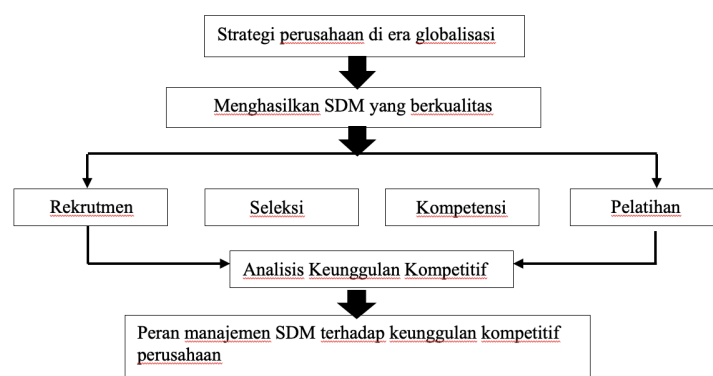 Strategi perusahaan di era globalisasi
Menghasilkan SDM yang berkualitas
Rekrutmen
Seleksi
Kompetensi
Pelatihan
Analisis Keunggulan Kompetitif
Peran manajemen SDM terhadap keunggulan kompetitif
perusahaan